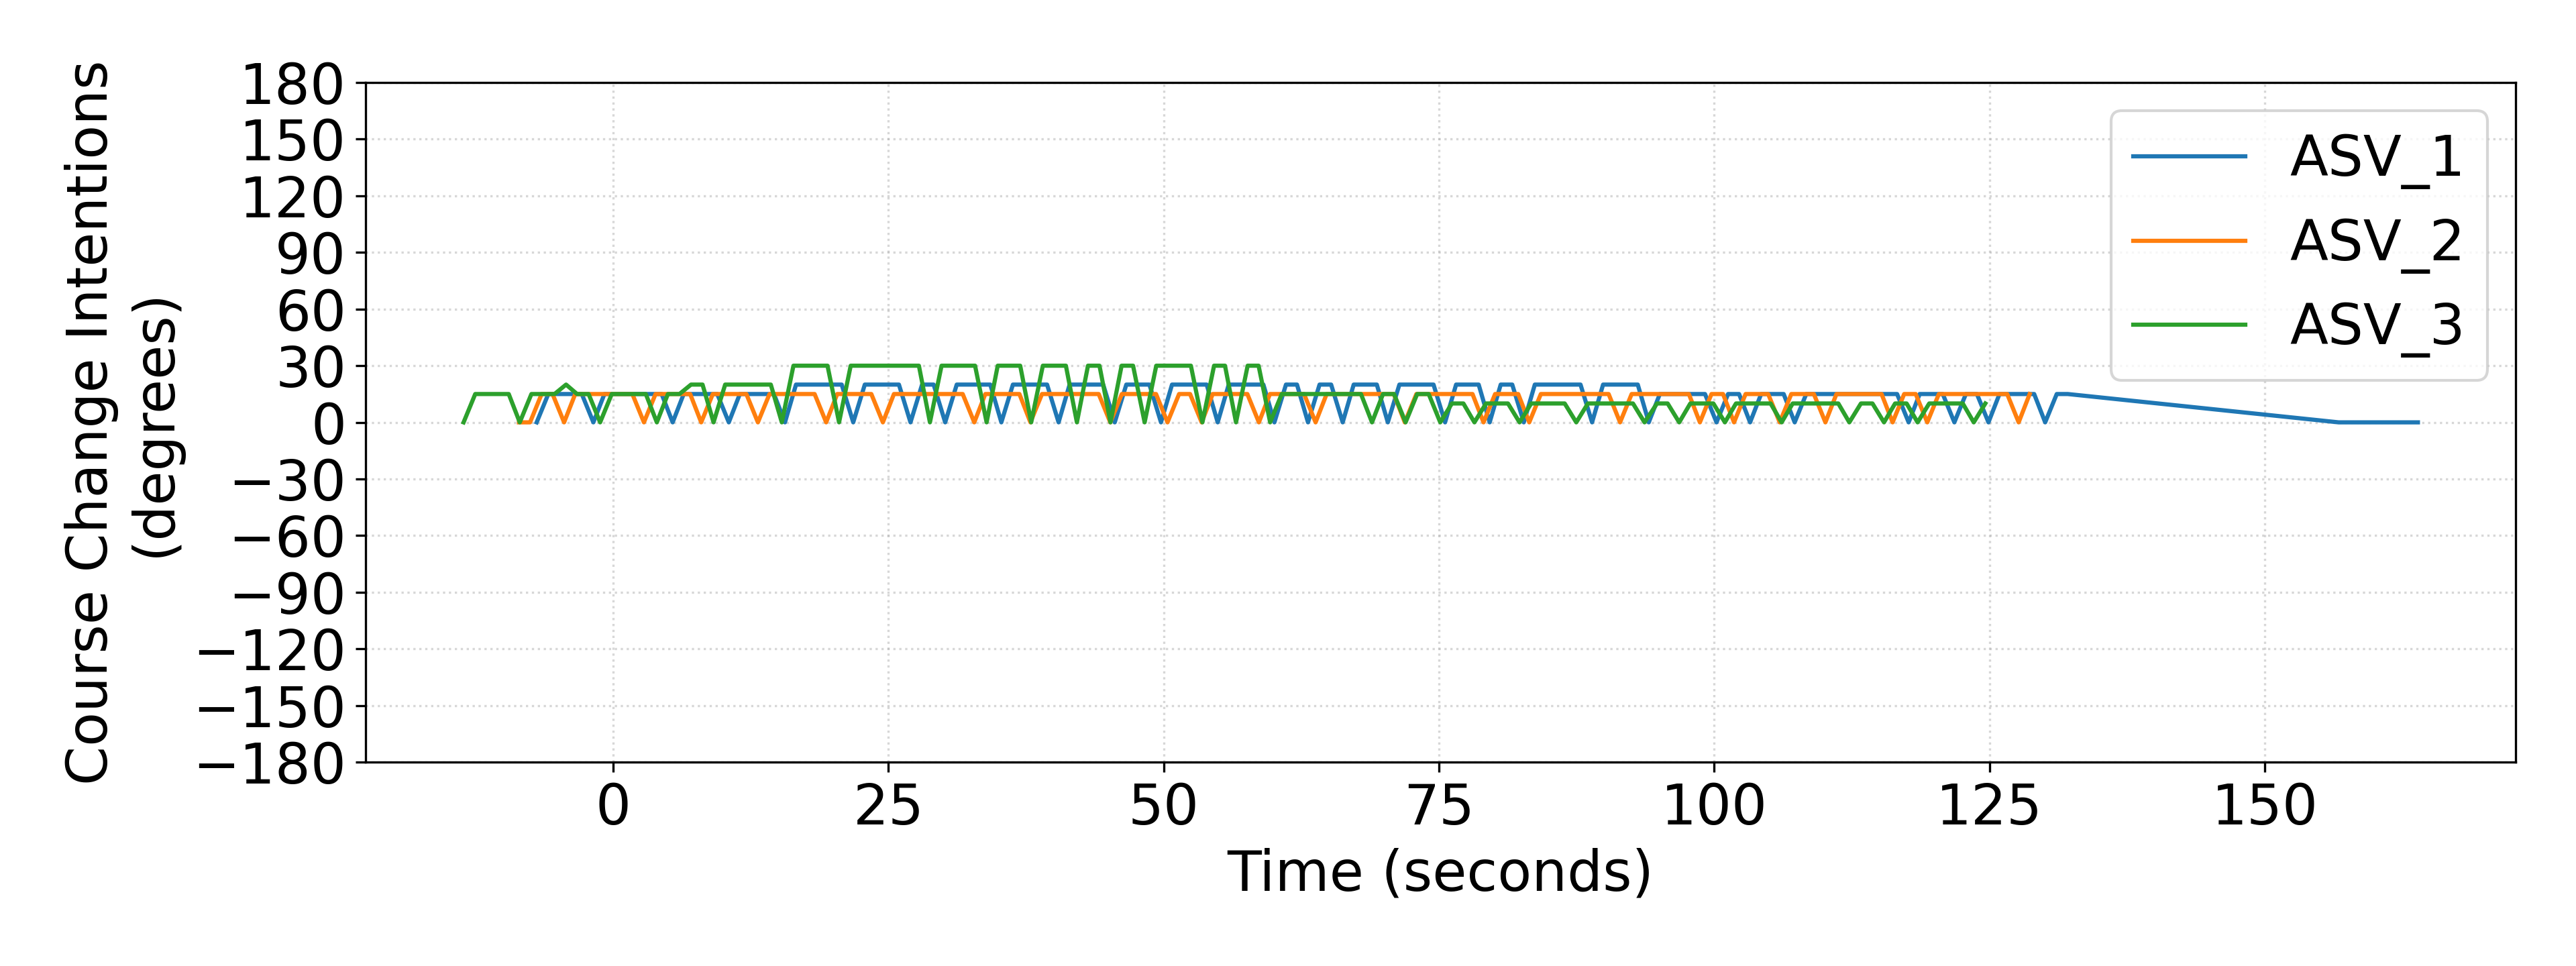 Course Change Intentions
(degrees)
180
150
120
90
60
30
0
−30
−60
−90
−120
−150
−180
0 25 50 75 100 125 150
Time (seconds)
ASV_1
ASV_2
ASV_3